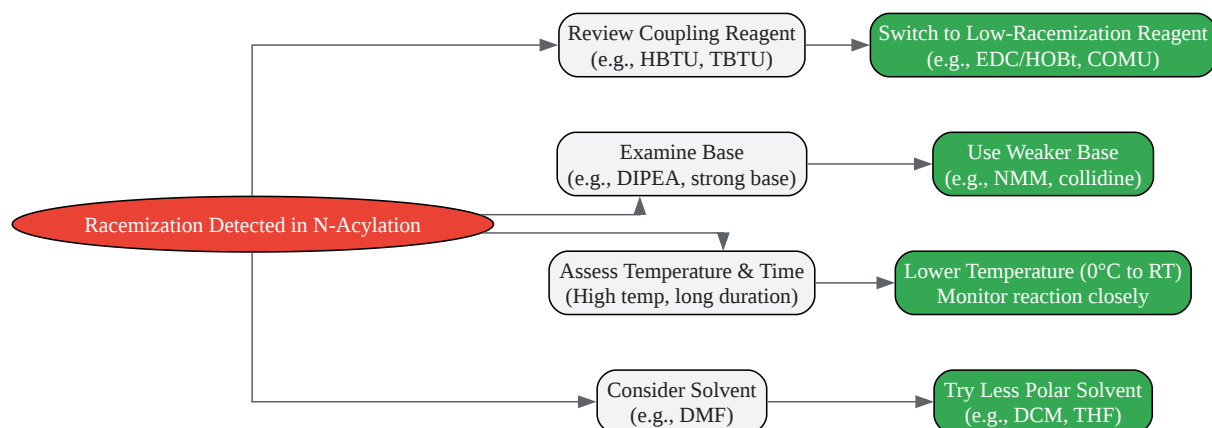 Review Coupling Reagent
(e.g., HBTU, TBTU)
Switch to Low-Racemization Reagent
(e.g., EDC/HOBt, COMU)
Examine Base
(e.g., DIPEA, strong base)
Use Weaker Base
(e.g., NMM, collidine)
Racemization Detected in N-Acylation
Assess Temperature & Time
(High temp, long duration)
Lower Temperature (0°C to RT)
Monitor reaction closely
Consider Solvent
(e.g., DMF)
Try Less Polar Solvent
(e.g., DCM, THF)